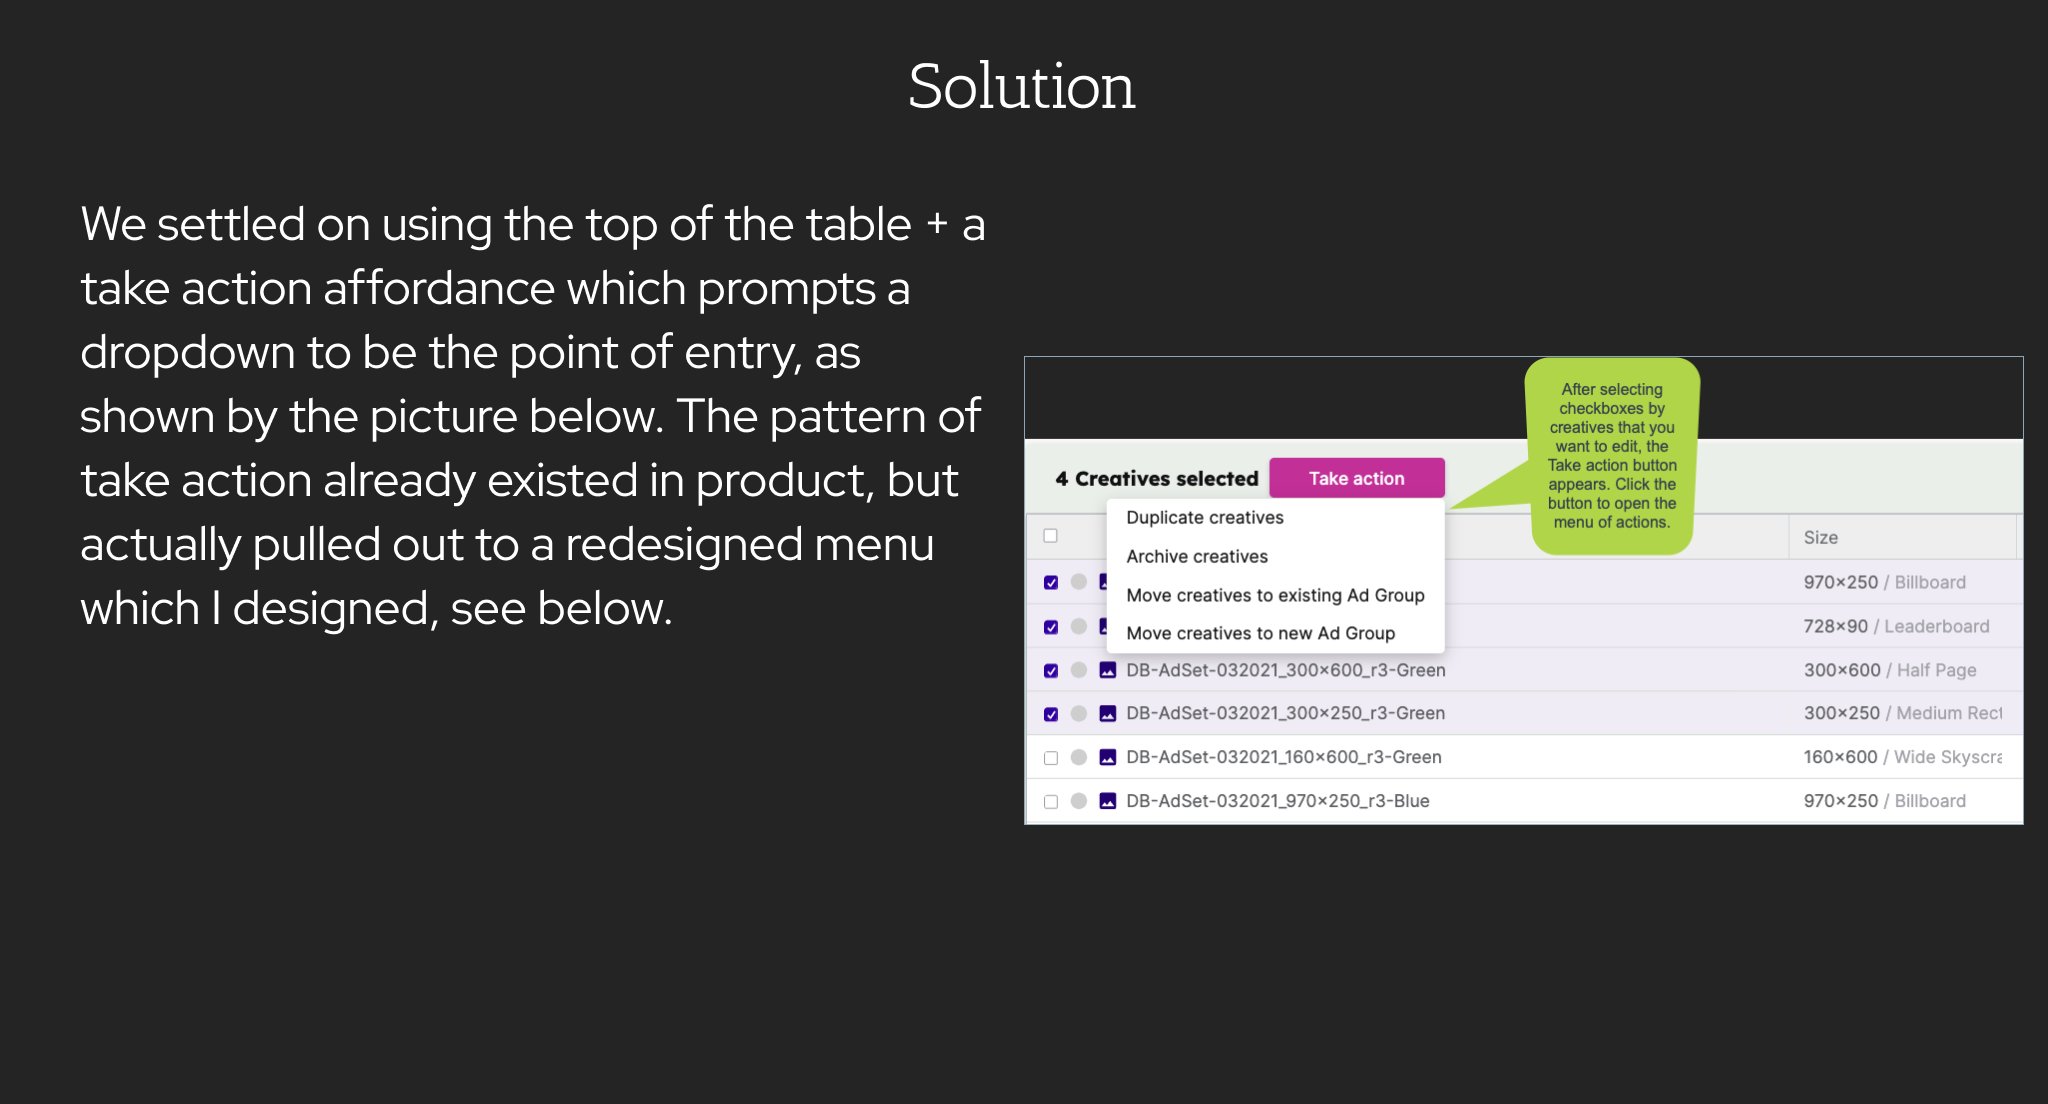 Solution
We settled on using the top of the table + a
take action affordance which prompts a
dropdown to be the point of entry, as
shown by the picture below. The pattern of
take action already existed in product, but
actually pulled out to a redesigned menu
which I designed, see below.
After selecting
checkboxes by
creatives that you
want to edit, the
Take action button
appears. Click the
button to open the
menu of actions.
4 Creatives selected
Take action
Duplicate creatives
Archive creatives
Move creatives to existing Ad Group
Move creatives to new Ad Group
Size
970×250 / Billboard
728×90 / Leaderboard
DB-AdSet-032021_300×600_r3-Green 300×600 / Half Page
DB-AdSet-032021_300×250_r3-Green 300×250 / Medium Rect
DB-AdSet-032021_160×600_r3-Green 160×600 / Wide Skyscra
DB-AdSet-032021_970×250_r3-Blue 970×250 / Billboard